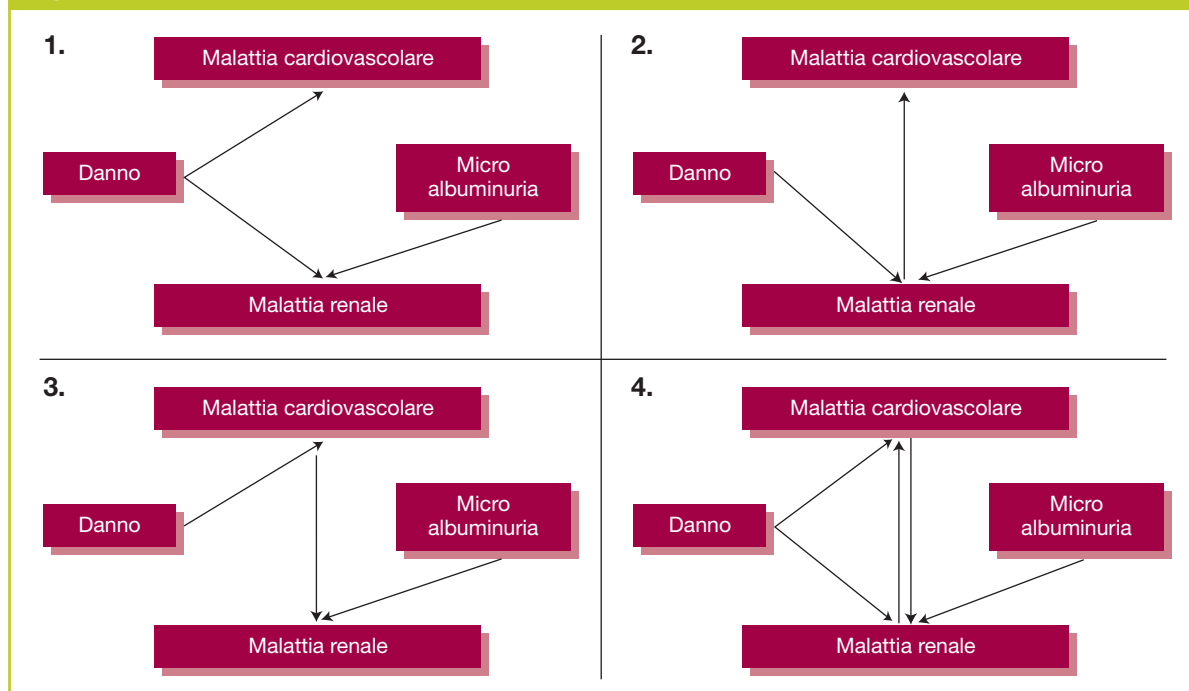 1.
Malattia cardiovascolare
Danno
Micro
albuminuria
Malattia renale
2.
Malattia cardiovascolare
Danno
Micro
albuminuria
Malattia renale
3.
Malattia cardiovascolare
Danno
Micro
albuminuria
Malattia renale
4.
Malattia cardiovascolare
Danno
Micro
albuminuria
Malattia renale